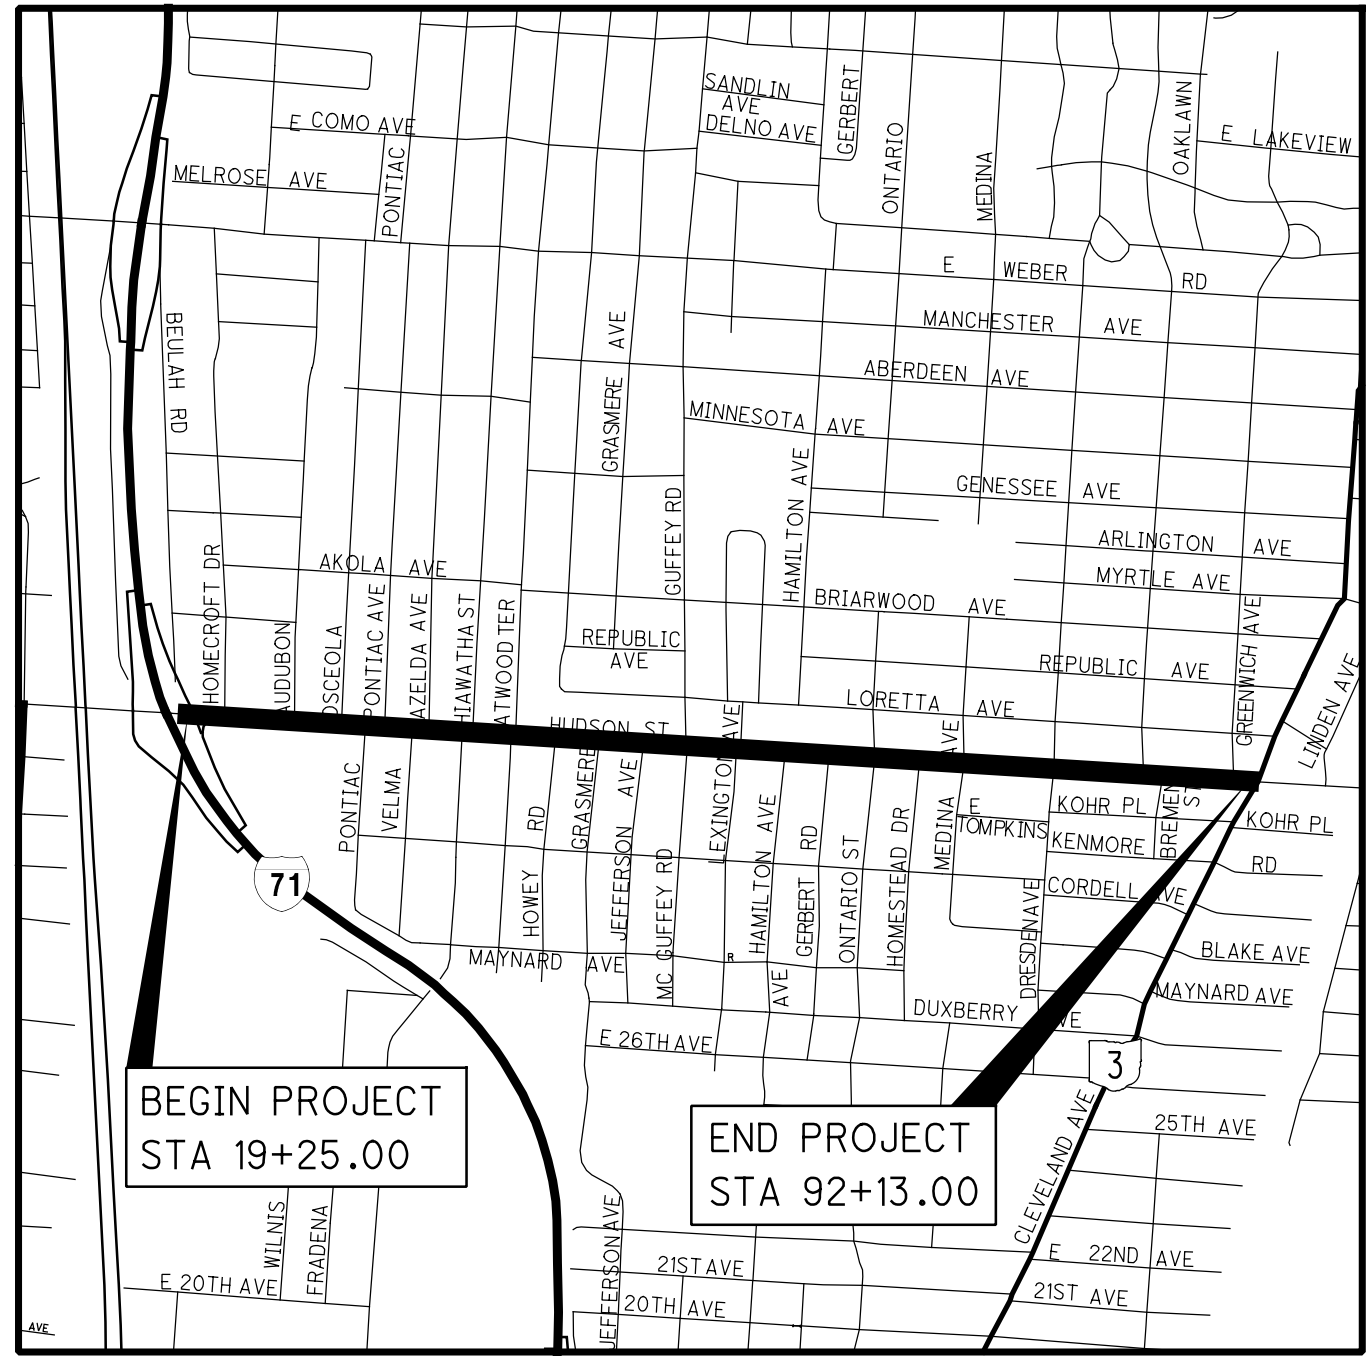 SANDLIN
AVE
DELNO AVE
GERBERT
ONTARIO
MEDINA
OAKLAWN
E LAKEVIEW
E COMO AVE
MELROSE AVE
PONTIAC
E WEBER RD
MANCHESTER AVE
ABERDEEN AVE
MINNESOTA AVE
GENESSEE AVE
ARLINGTON AVE
MYRTLE AVE
BEULAH RD
GRASMERE AVE
GUFFEY RD
HAMILTON AVE
HOMECROFT DR
AKOLA AVE
BRIARWOOD AVE
AUDUBON
OSCEOLA
PONTIAC AVE
AZELDA AVE
HIAWATHA ST
ATWOOD TER
REPUBLIC
AVE
REPUBLIC AVE
LORETTA AVE
GREENWICH AVE
LINDEN AVE
HUDSON ST
PONTIAC
VELMA
HOWEY RD
GRASMERE
JEFFERSON AVE
MC GUFFEY RD
LEXINGTON AVE
HAMILTON AVE
GERBERT RD
ONTARIO ST
HOMESTEAD DR
MEDINA AVE
E
TOMPKINS
KOHR PL
BREMEN ST
KOHR PL
KENMORE RD
CORDELL AVE
DRESDEN AVE
BLAKE AVE
MAYNARD AVE
71
MAYNARD AVE
R
AVE
DUXBERRY VE
E 26TH AVE
3
BEGIN PROJECT
STA 19+25.00
END PROJECT
STA 92+13.00
CLEVELAND AVE
25TH AVE
WILNIS
FRADENA
JEFFERSON AVE
E 20TH AVE
21ST AVE
20TH AVE
E 22ND AVE
21ST AVE
AVE